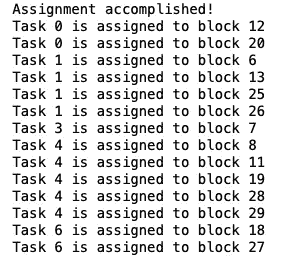 Assignment accomplished!
Task 0 is assigned to block 12
Task 0 is assigned to block 20
Task 1 is assigned to block 6
Task 1 is assigned to block 13
Task 1 is assigned to block 25
Task 1 is assigned to block 26
Task 3 is assigned to block 7
Task 4 is assigned to block 8
Task 4 is assigned to block 11
Task 4 is assigned to block 19
Task 4 is assigned to block 28
Task 4 is assigned to block 29
Task 6 is assigned to block 18
Task 6 is assigned to block 27